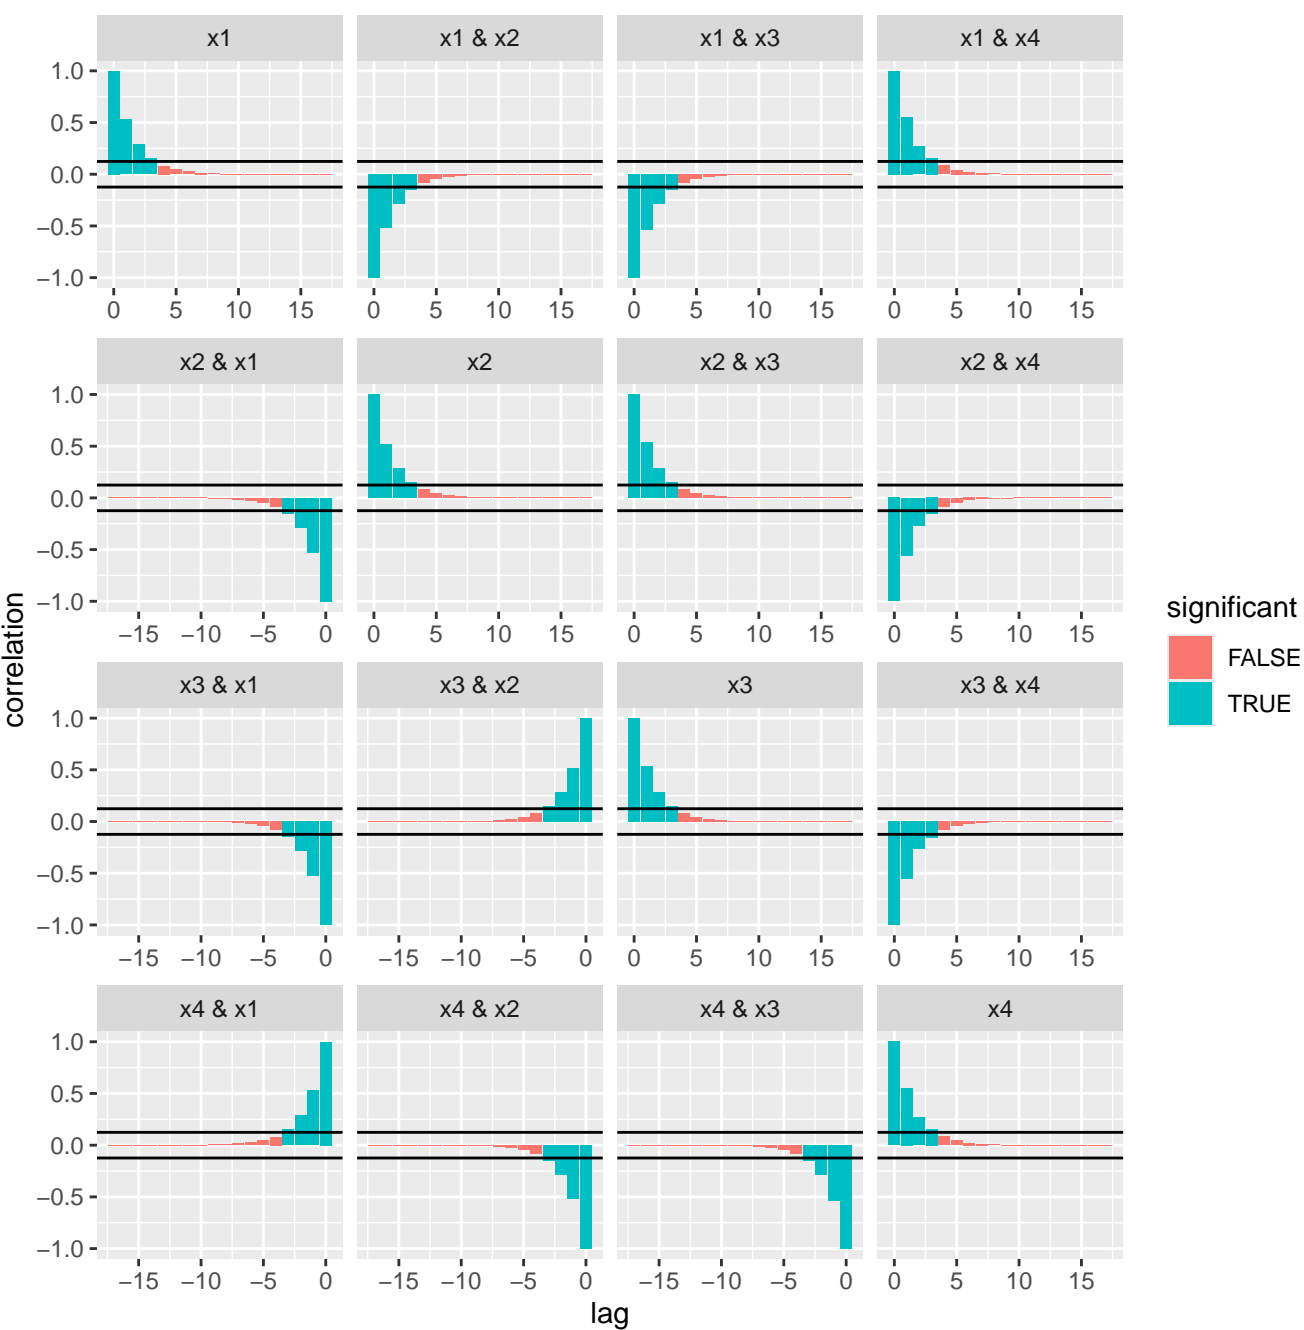 x1 x1 & x2 x1 & x3 x1 & x4
1.0
0.5
0.0
−0.5
−1.0
0 5 10 15 0 5 10 15 0 5 10 15 0 5 10 15
x2 & x1 x2 x2 & x3 x2 & x4
1.0
0.5
0.0
−0.5
−1.0
−15 −10 −5 0 0 5 10 15 0 5 10 15 0 5 10 15
x3 & x1 x3 & x2 x3 x3 & x4
1.0
0.5
0.0
−0.5
−1.0
−15 −10 −5 0 −15 −10 −5 0 0 5 10 15 0 5 10 15
x4 & x1 x4 & x2 x4 & x3 x4
1.0
0.5
0.0
−0.5
−1.0
−15 −10 −5 0 −15 −10 −5 0 −15 −10 −5 0 0 5 10 15
lag
correlation
significant
FALSE
TRUE